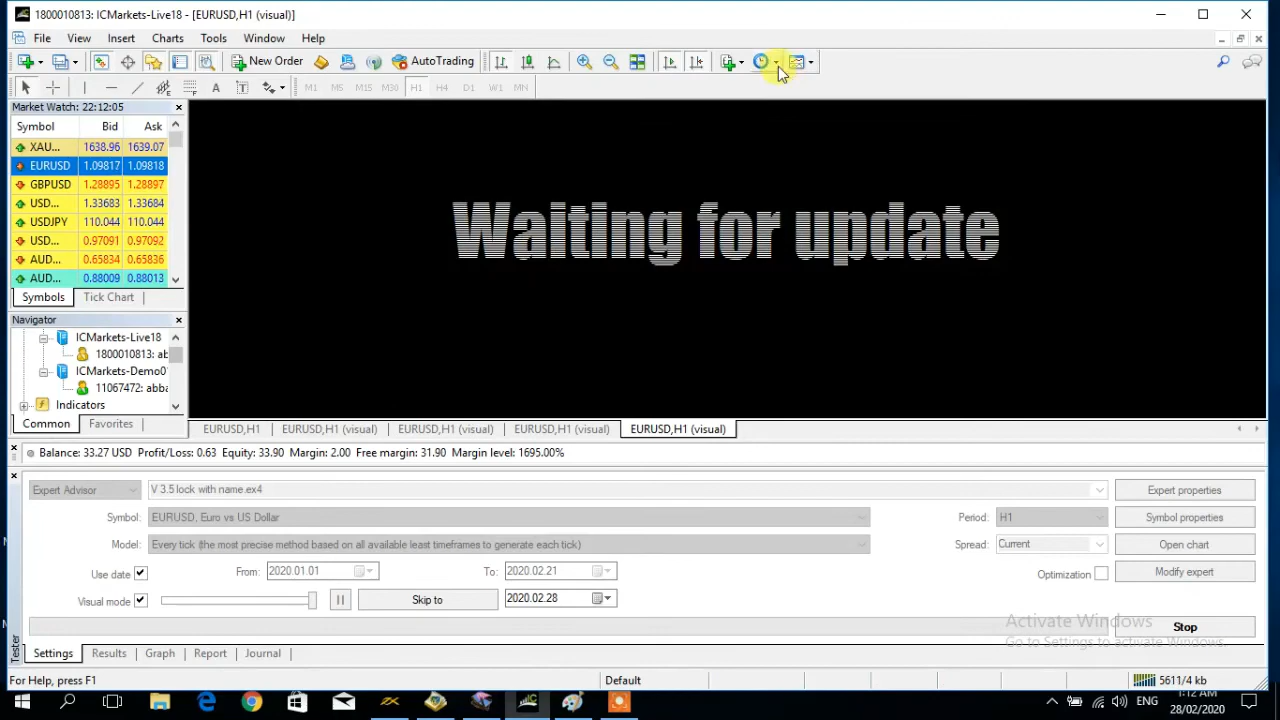 1800010813: ICMarkets-Live18 - [EURUSD,H1 (visual)]
File View Insert Charts Tools Window Help
New Order AutoTrading
M1 M5 M15 M30 H1 H4 D1 W1 MN
Market Watch: 22:12:05
Symbol Bid Ask
XAU... 1638.96 1639.07
EURUSD 1.09817 1.09818
GBPUSD 1.28895 1.28897
USD... 1.33683 1.33684
USDJPY 110.044 110.044
USD... 0.97091 0.97092
AUD... 0.65834 0.65836
AUD... 0.88009 0.88013
Symbols Tick Chart
Waiting for update
Navigator
ICMarkets-Live18
1800010813: ab
ICMarkets-Demo0
11067472: abba
Indicators
Common Favorites
EURUSD,H1 EURUSD,H1 (visual) EURUSD,H1 (visual) EURUSD,H1 (visual) EURUSD,H1 (visual)
Balance: 33.27 USD Profit/Loss: 0.63 Equity: 33.90 Margin: 2.00 Free margin: 31.90 Margin level: 1695.00%
Expert Advisor V 3.5 lock with name.ex4 Expert properties
Symbol: EURUSD, Euro vs US Dollar Period: H1 Symbol properties
Model: Every tick (the most precise method based on all available least timeframes to generate each tick) Spread: Current Open chart
Use date From: 2020.01.01 To: 2020.02.21 Optimization Modify expert
Visual mode Skip to 2020.02.28
Activate Windows
Stop
Go to Settings to activate Windows.
Tester
Settings Results Graph Report Journal
For Help, press F1 Default 5611/4 kb
ENG 1:12 AM
28/02/2020